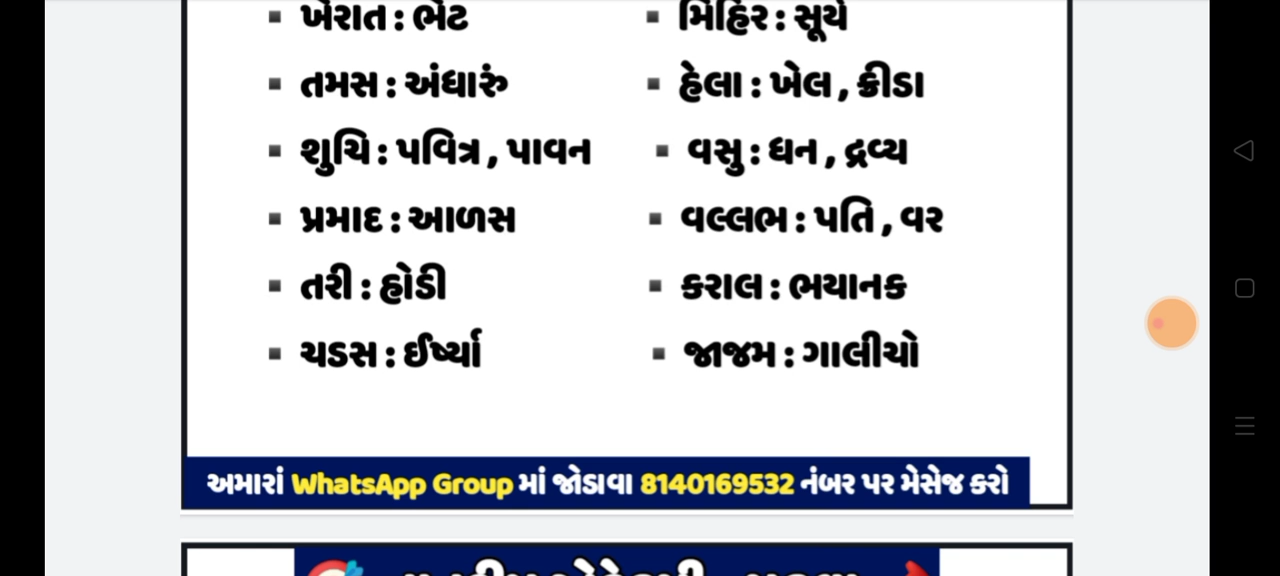 ▪ ખેરાત : ભેટ
▪ મિહિર : સૂર્ય
▪ તમસ : અંધારું
▪ હેલા : ખેલ , ક્રીડા
▪ શુચિ : પવિત્ર , પાવન
▪ વસુ : ધન , દ્રવ્ય
▪ પ્રમાદ : આળસ
▪ વલ્લભ : પતિ , વર
▪ તરી : હોડી
▪ કરાલ : ભયાનક
▪ ચડસ : ઈર્ષ્યા
▪ જાજમ : ગાલીચો
અમારાં WhatsApp Group માં જોડાવા 8140169532 નંબર પર મેસેજ કરો